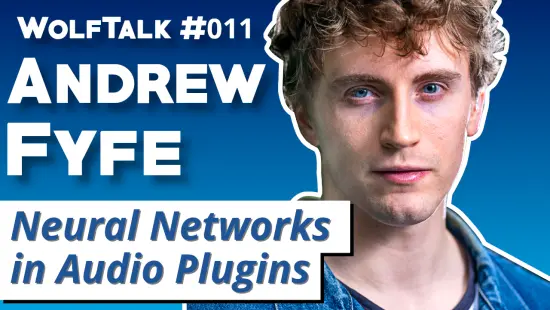 WolfTalk #011
Andrew
Fyfe
Neural Networks
in Audio Plugins